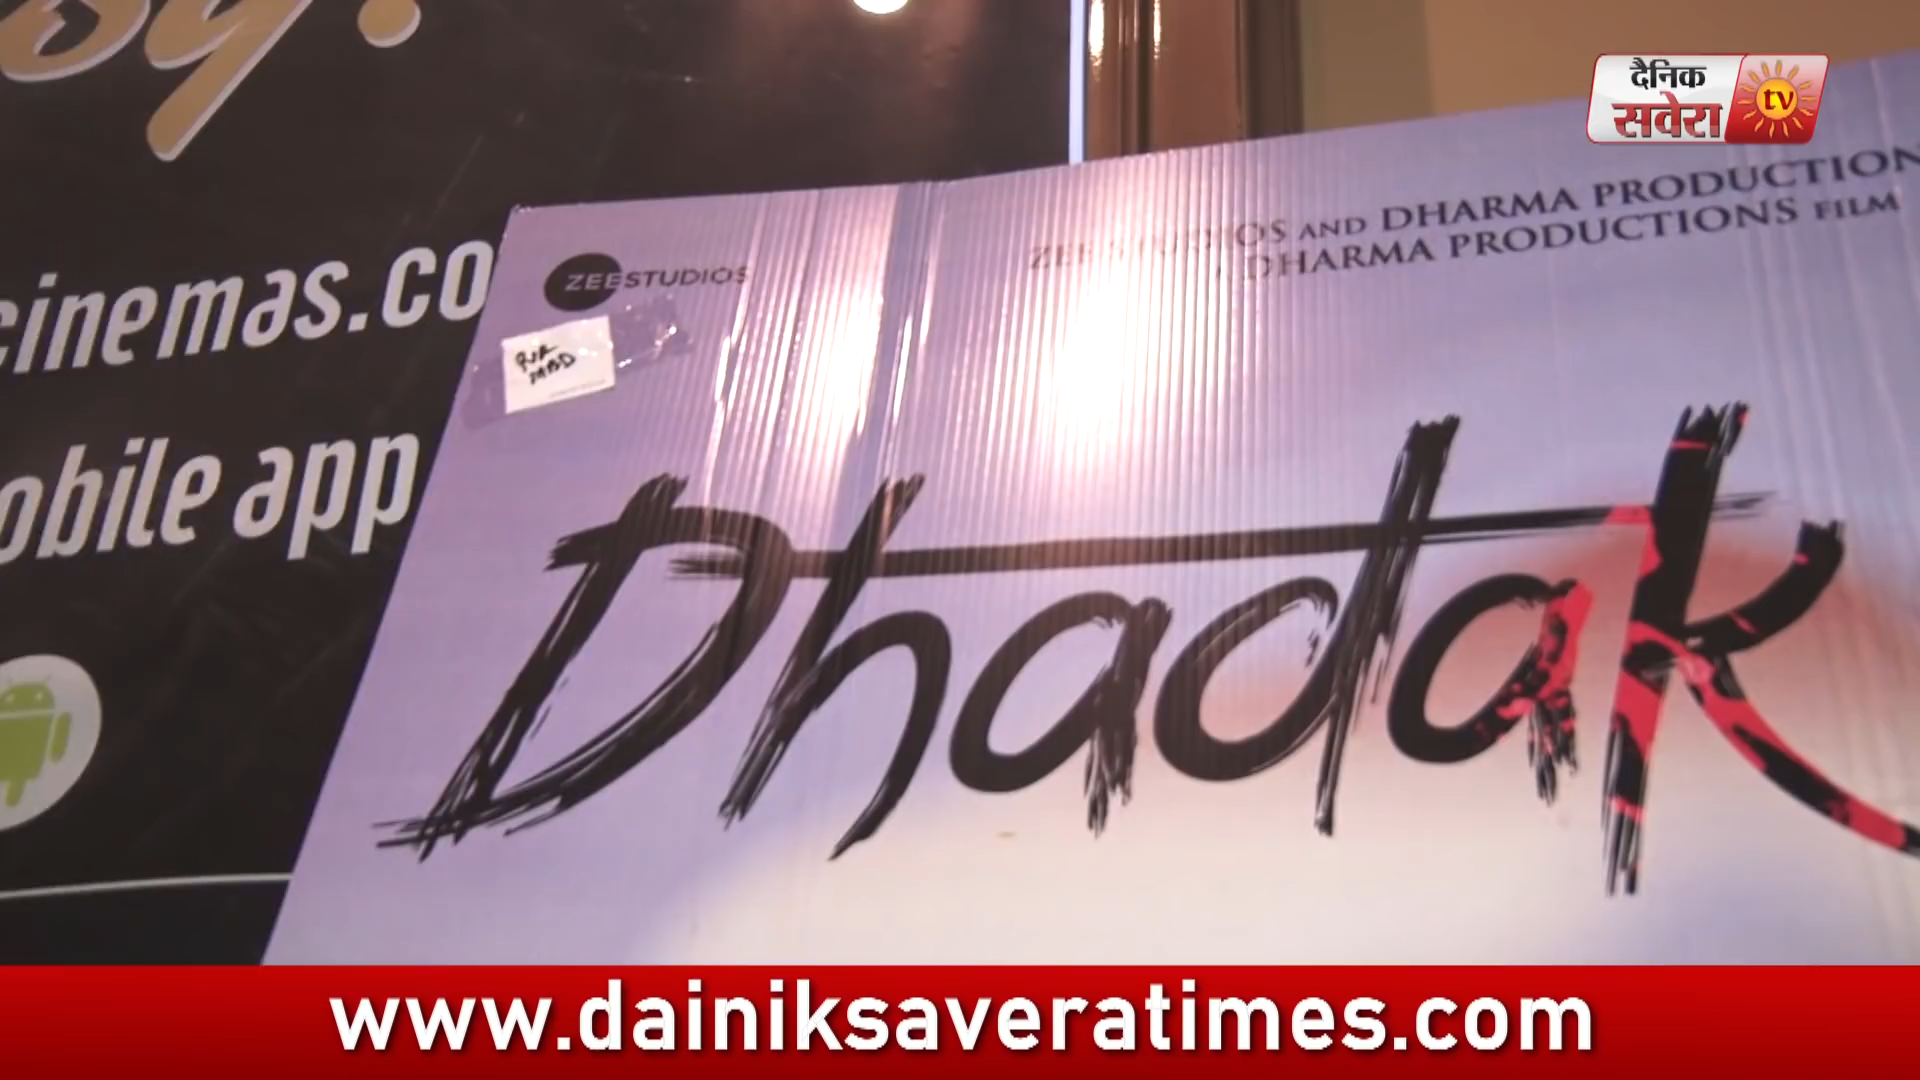 sy!
दैनिक
सवेरा
tv
ZEE STUDIOS AND DHARMA PRODUCTION
A DHARMA PRODUCTIONS FILM
ZEESTUDIOS
cinemas.co
obile app
Dhadak
www.dainiksaveratimes.com